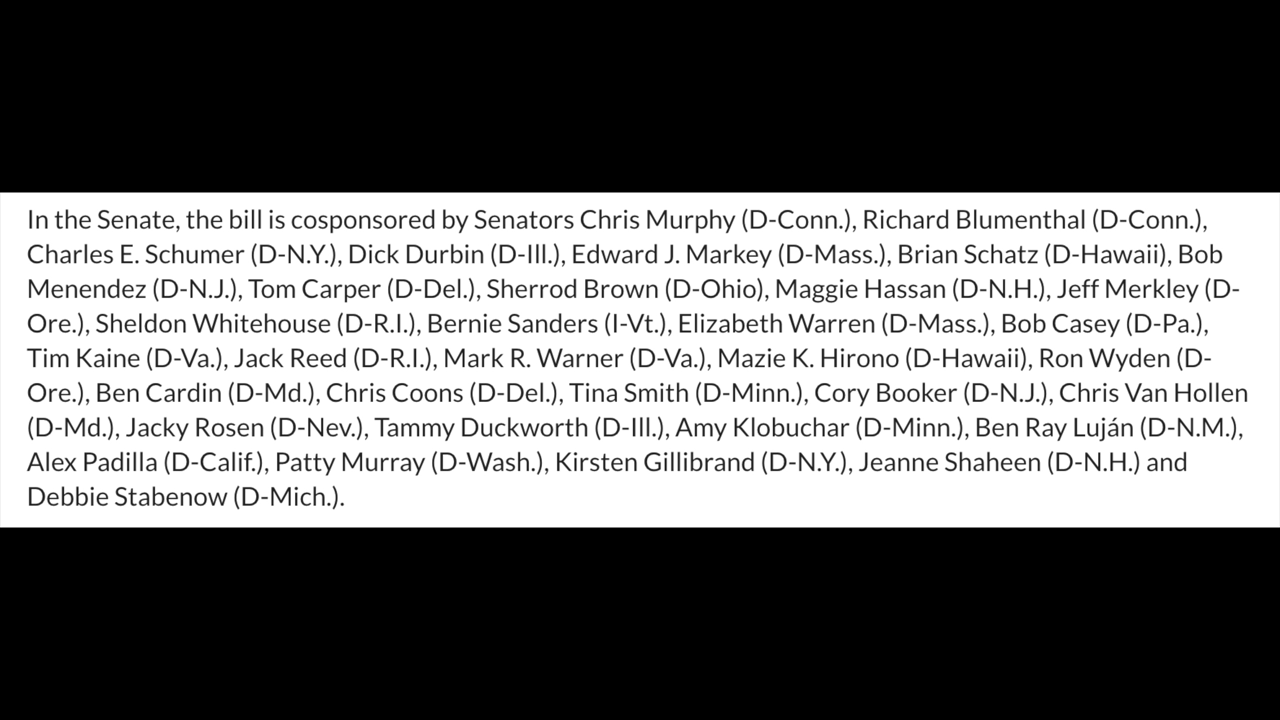 In the Senate, the bill is cosponsored by Senators Chris Murphy (D-Conn.), Richard Blumenthal (D-Conn.),
Charles E. Schumer (D-N.Y.), Dick Durbin (D-Ill.), Edward J. Markey (D-Mass.), Brian Schatz (D-Hawaii), Bob
Menendez (D-N.J.), Tom Carper (D-Del.), Sherrod Brown (D-Ohio), Maggie Hassan (D-N.H.), Jeff Merkley (D-
Ore.), Sheldon Whitehouse (D-R.I.), Bernie Sanders (I-Vt.), Elizabeth Warren (D-Mass.), Bob Casey (D-Pa.),
Tim Kaine (D-Va.), Jack Reed (D-R.I.), Mark R. Warner (D-Va.), Mazie K. Hirono (D-Hawaii), Ron Wyden (D-
Ore.), Ben Cardin (D-Md.), Chris Coons (D-Del.), Tina Smith (D-Minn.), Cory Booker (D-N.J.), Chris Van Hollen
(D-Md.), Jacky Rosen (D-Nev.), Tammy Duckworth (D-Ill.), Amy Klobuchar (D-Minn.), Ben Ray Luján (D-N.M.),
Alex Padilla (D-Calif.), Patty Murray (D-Wash.), Kirsten Gillibrand (D-N.Y.), Jeanne Shaheen (D-N.H.) and
Debbie Stabenow (D-Mich.).